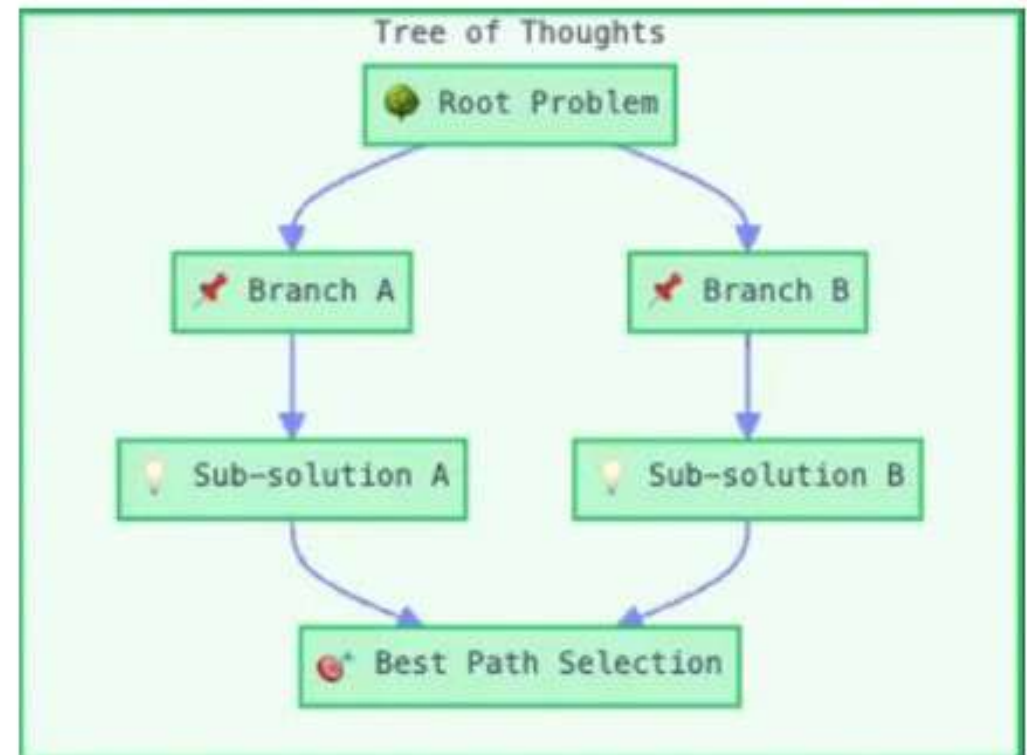 Tree of Thoughts
🌳 Root Problem
📌 Branch A
📌 Branch B
💡 Sub-solution A
💡 Sub-solution B
🎯 Best Path Selection